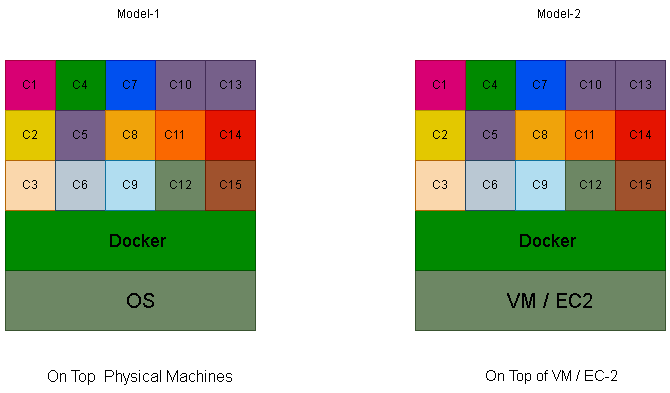 Model-1
Model-2
C1 C4 C7 C10 C13
C2 C5 C8 C11 C14
C3 C6 C9 C12 C15
Docker
OS
On Top Physical Machines
C1 C4 C7 C10 C13
C2 C5 C8 C11 C14
C3 C6 C9 C12 C15
Docker
VM / EC2
On Top of VM / EC-2